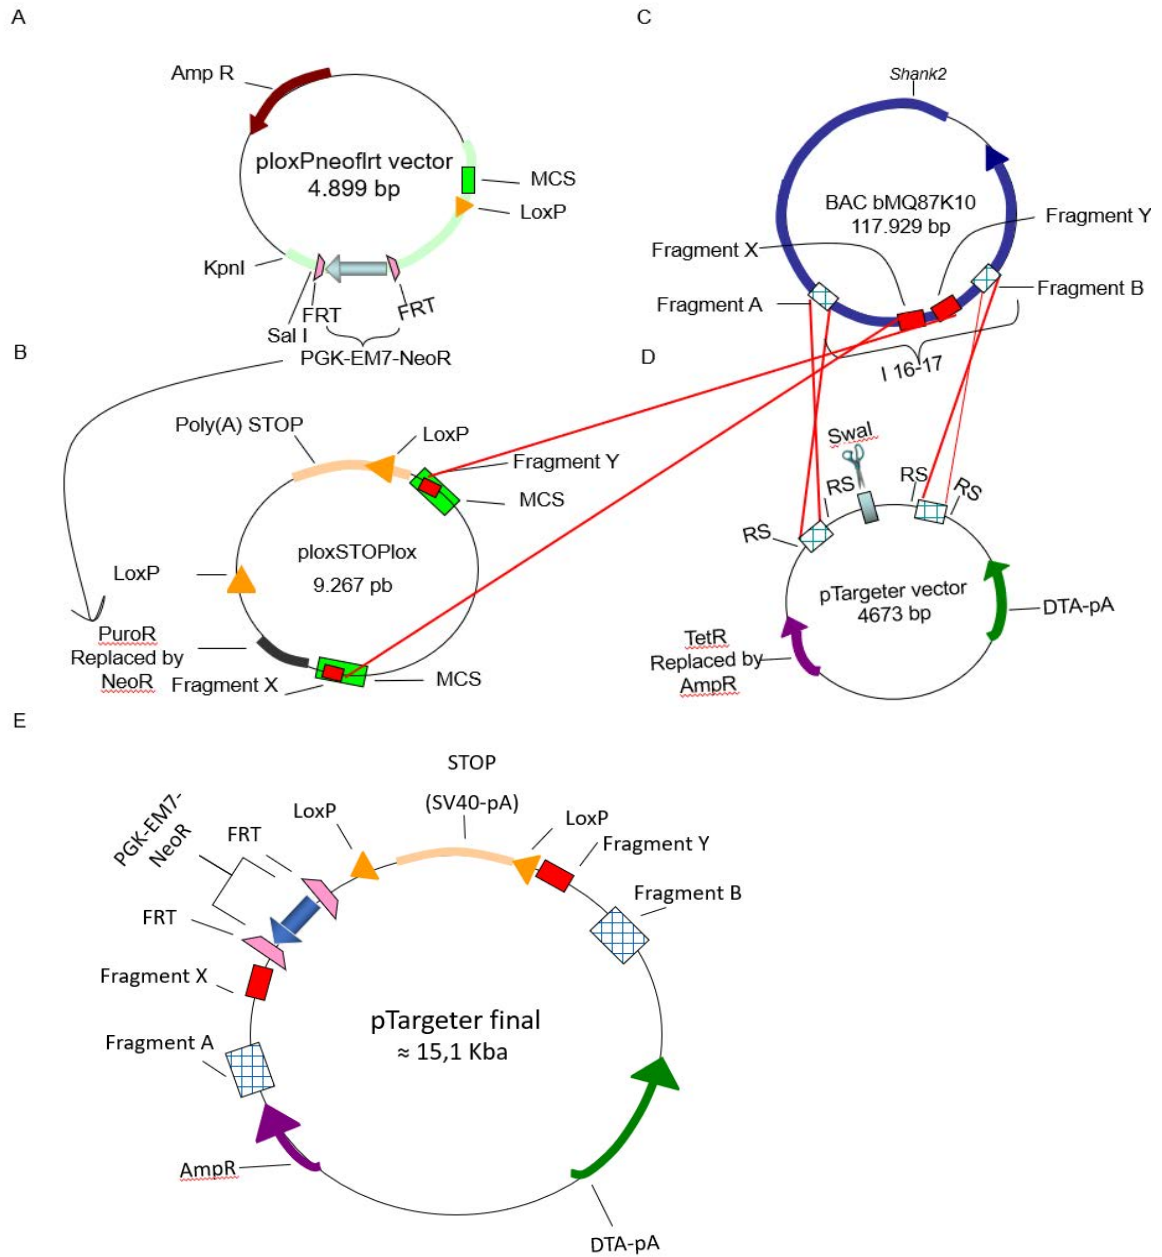 A
Amp R
ploxPneoflrt vector
4.899 bp
MCS
LoxP
KpnI
FRT
FRT
Sal I
PGK-EM7-NeoR
C
Shank2
BAC bMQ87K10
117.929 bp
Fragment X
Fragment Y
Fragment A
Fragment B
I 16-17
B
Poly(A) STOP
LoxP
Fragment Y
MCS
ploxSTOPlox
9.267 pb
LoxP
PuroR
Replaced by
NeoR
Fragment X
MCS
D
SwaI
RS
RS
RS
RS
pTargeter vector
4673 bp
DTA-pA
TetR
Replaced by
AmpR
E
STOP
(SV40-pA)
LoxP
LoxP
PGK-EM7-
NeoR
FRT
Fragment Y
Fragment B
FRT
Fragment X
pTargeter final
≈ 15,1 Kba
Fragment A
AmpR
DTA-pA